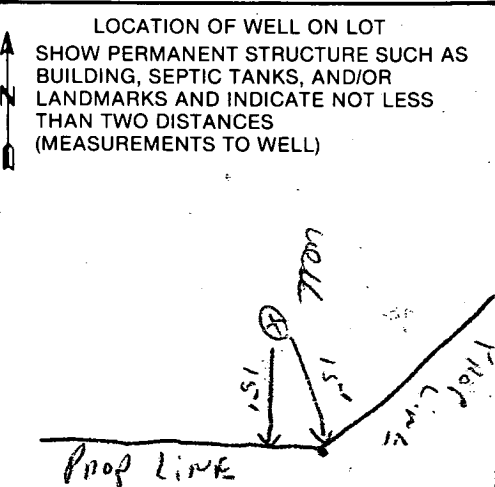 LOCATION OF WELL ON LOT
SHOW PERMANENT STRUCTURE SUCH AS
BUILDING, SEPTIC TANKS, AND/OR
N
LANDMARKS AND INDICATE NOT LESS
THAN TWO DISTANCES
(MEASUREMENTS TO WELL)
well
15'
15'
Prop Line
Prop LINE